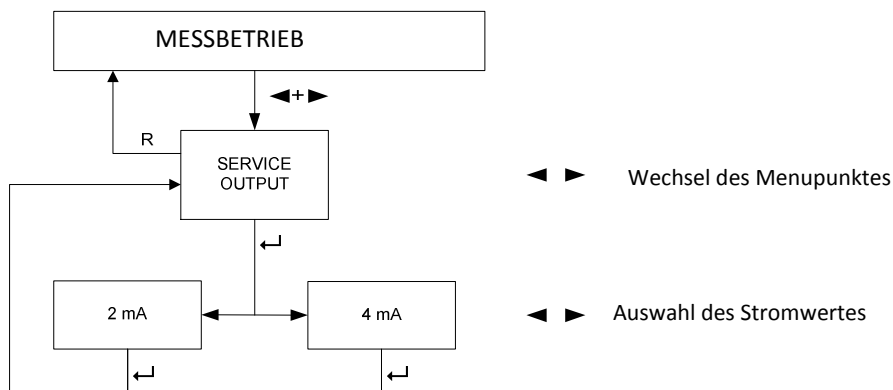 MESSBETRIEB
◄+►
R
SERVICE
OUTPUT
↵
◄ ► Wechsel des Menupunktes
2 mA
4 mA
◄ ► Auswahl des Stromwertes
↵
↵